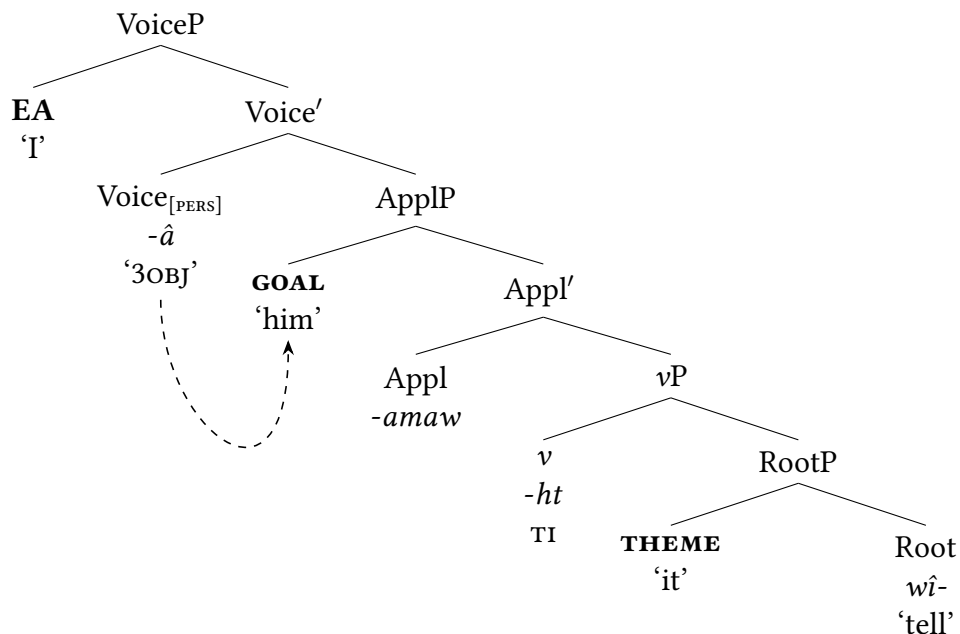 VoiceP
EA Voice′
‘I’
Voice[PERS] ApplP
-â
‘3OBJ’ GOAL Appl′
‘him’
Appl vP
-amaw
v RootP
-ht
TI THEME Root
‘it’ wî-
‘tell’